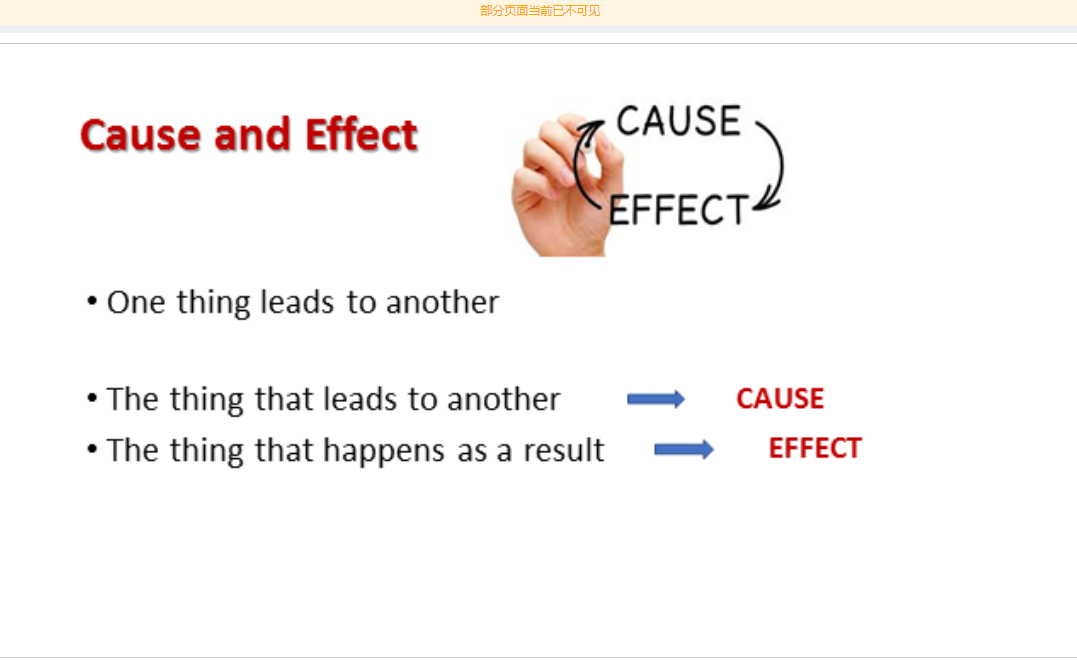 部分页面当前已不可见
Cause and Effect
CAUSE
EFFECT
• One thing leads to another
• The thing that leads to another CAUSE
• The thing that happens as a result EFFECT